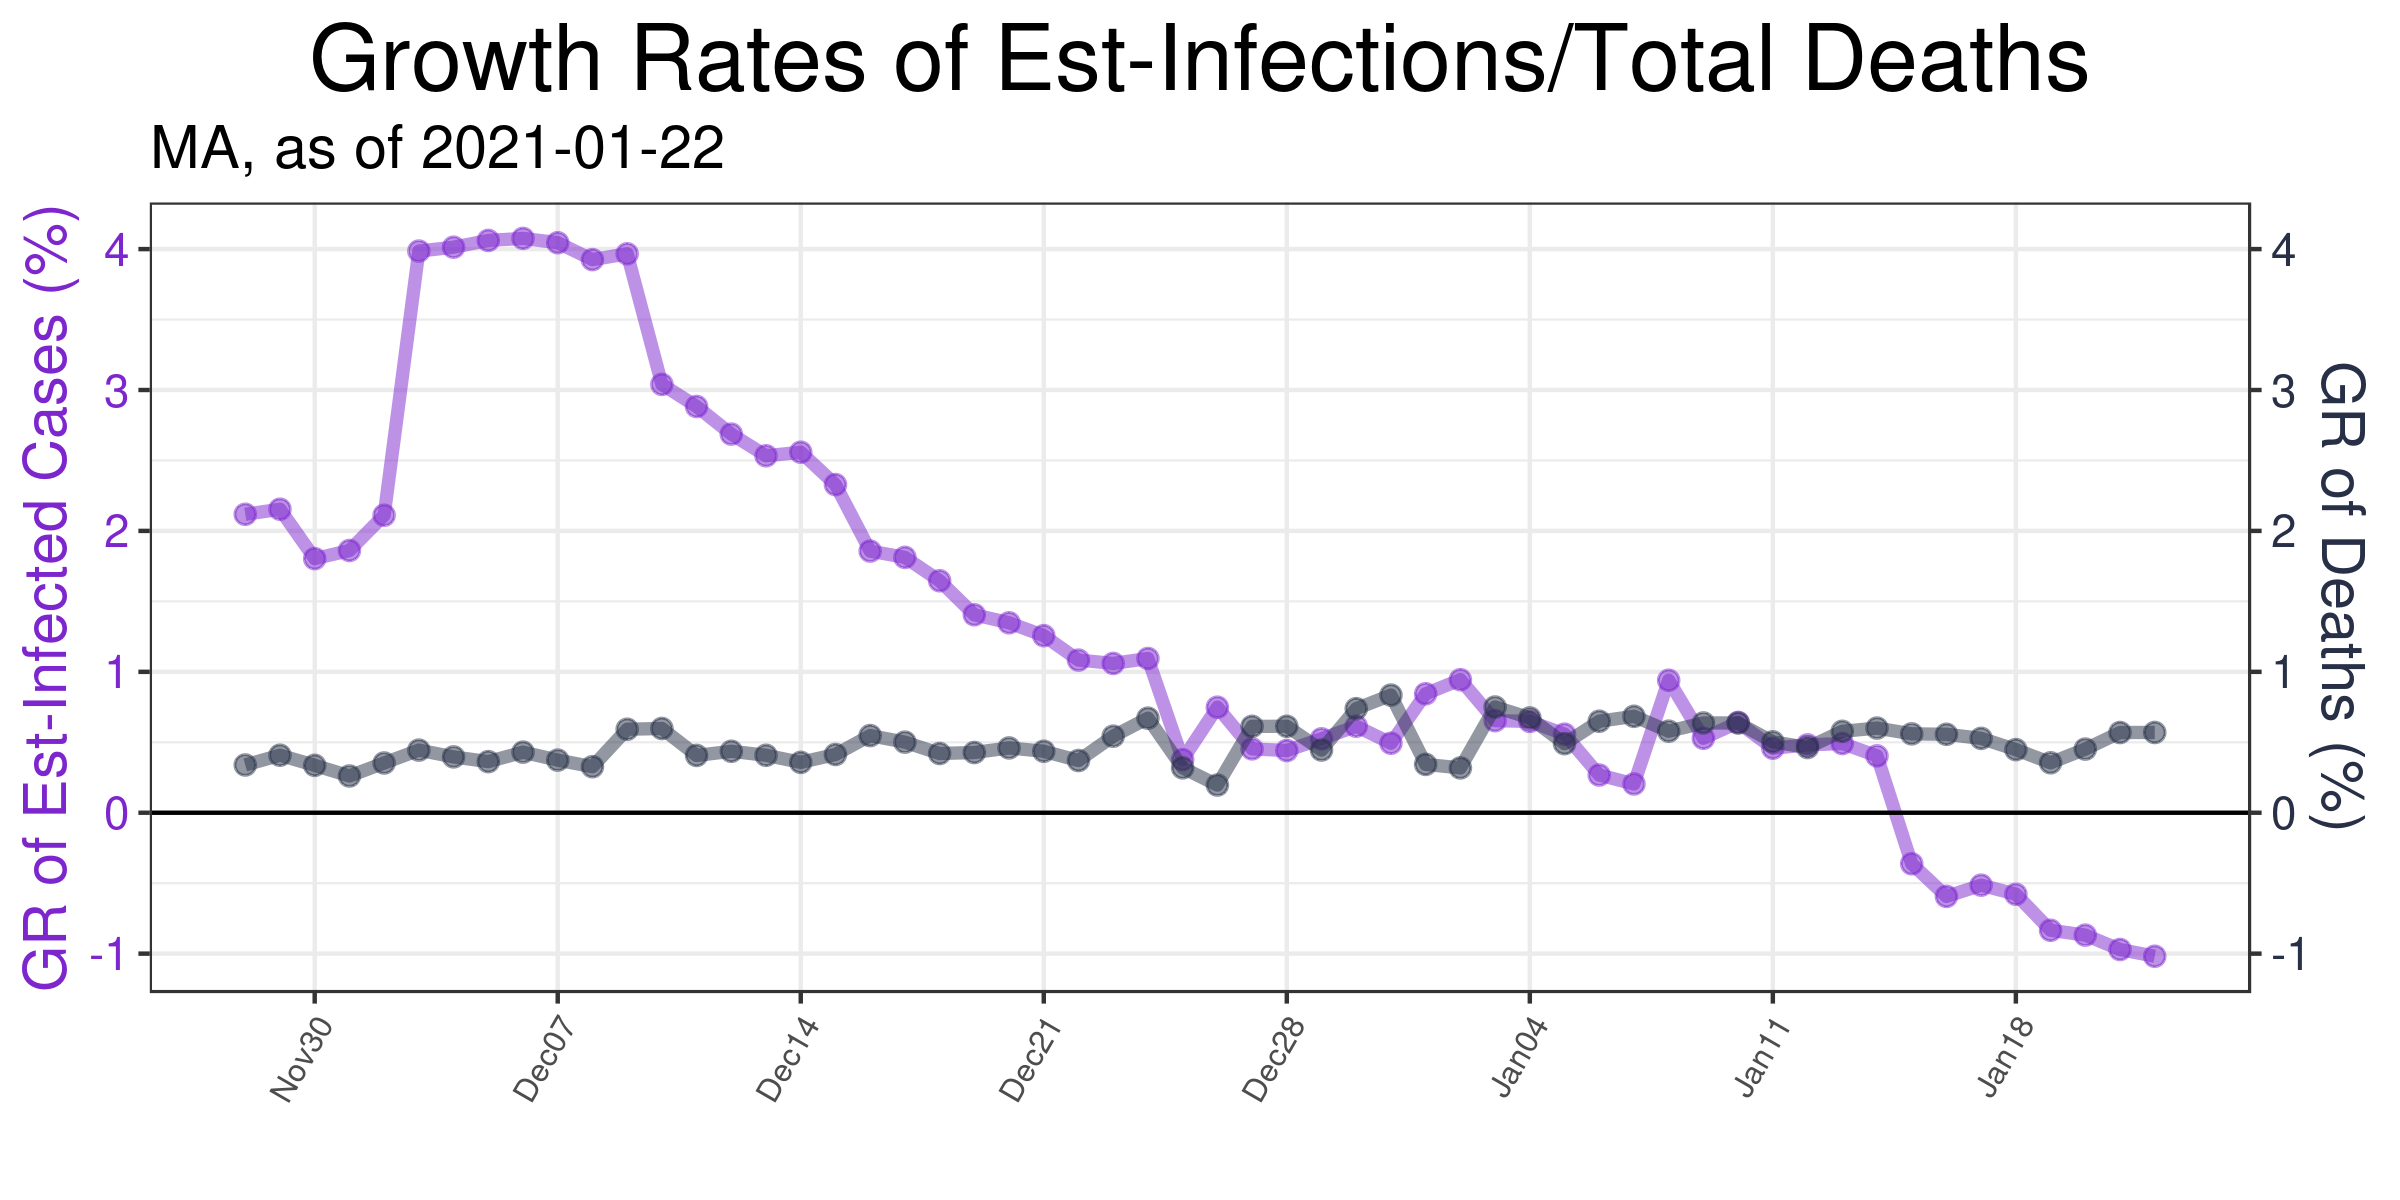 Growth Rates of Est-Infections/Total Deaths
MA, as of 2021-01-22
GR of Est-Infected Cases (%)
4
3
2
1
0
-1
4
3
2
1
0
-1
GR of Deaths (%)
Nov30
Dec07
Dec14
Dec21
Dec28
Jan04
Jan11
Jan18